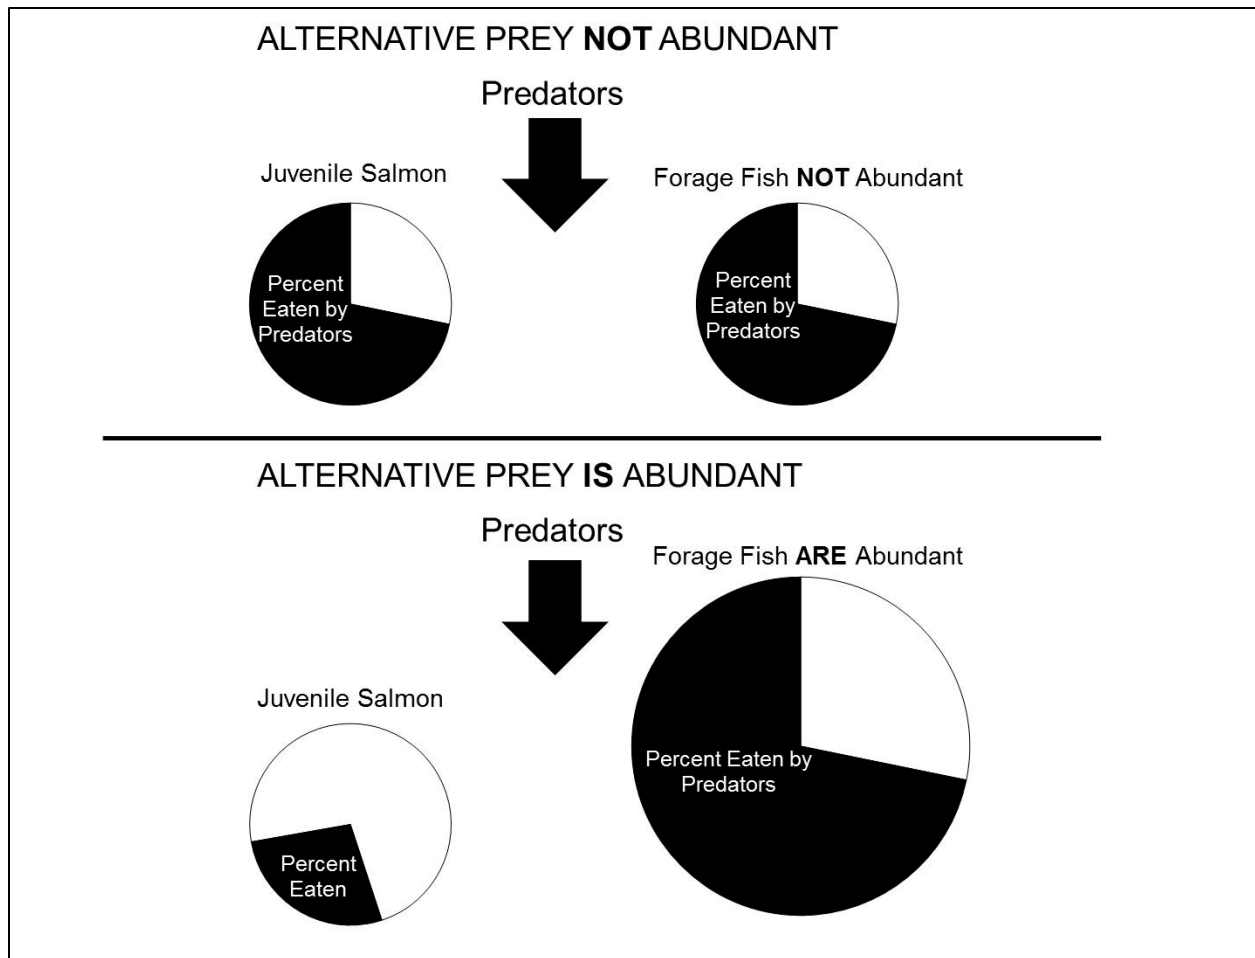 ALTERNATIVE PREY NOT ABUNDANT
Predators
Juvenile Salmon
Forage Fish NOT Abundant
Percent
Eaten by
Predators
Percent
Eaten by
Predators
ALTERNATIVE PREY IS ABUNDANT
Predators
Forage Fish ARE Abundant
Juvenile Salmon
Percent Eaten by
Predators
Percent
Eaten